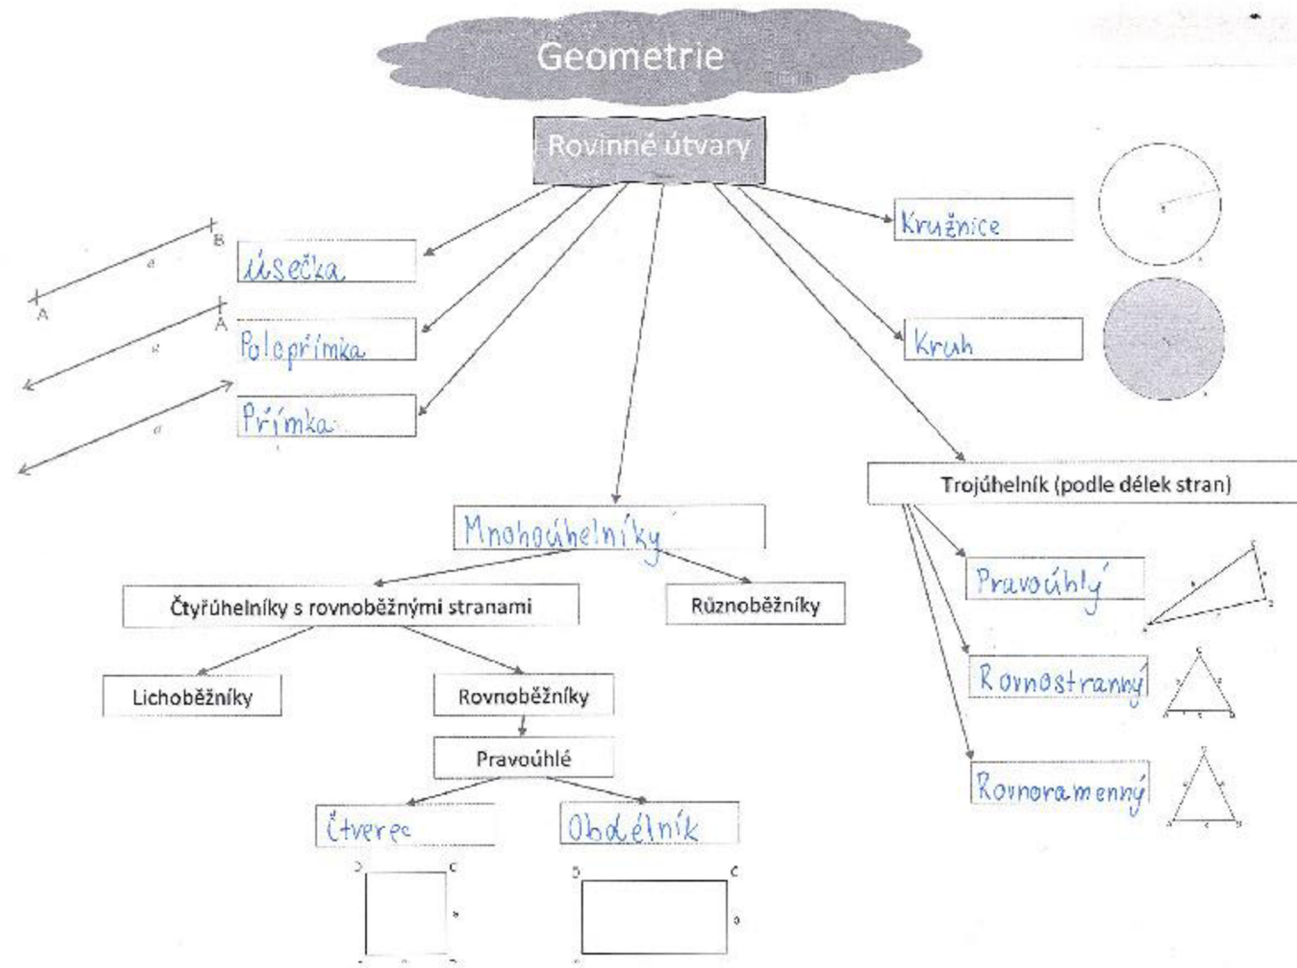 Geometrie
Rovinné útvary
Kružnice
B
a
úsečka
A
A
Polopřímka
a
Kruh
Přímka
a
Trojúhelník (podle délek stran)
Mnohoúhelníky
Pravoúhlý
Čtyřúhelníky s rovnoběžnými stranami
Různoběžníky
Rovnostranný
Lichoběžníky
Rovnoběžníky
Pravoúhlé
Rovnoramenný
Čtverec
Obdélník
D C
D C